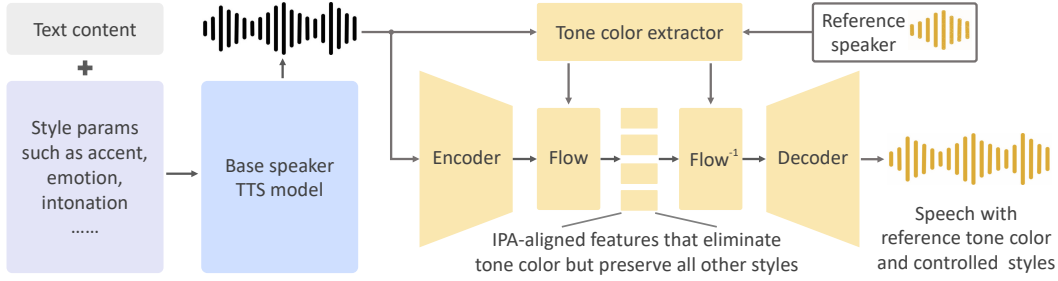 Text content
+
Style params
such as accent,
emotion,
intonation
……
Base speaker
TTS model
Tone color extractor
Reference
speaker
Encoder
Flow
Flow⁻¹
Decoder
IPA-aligned features that eliminate
tone color but preserve all other styles
Speech with
reference tone color
and controlled styles